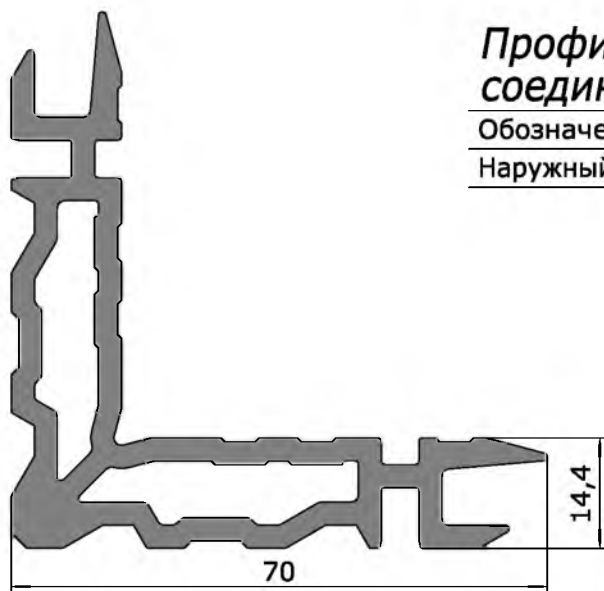 Профи
соедин
Обозначе
Наружный
14,4
70